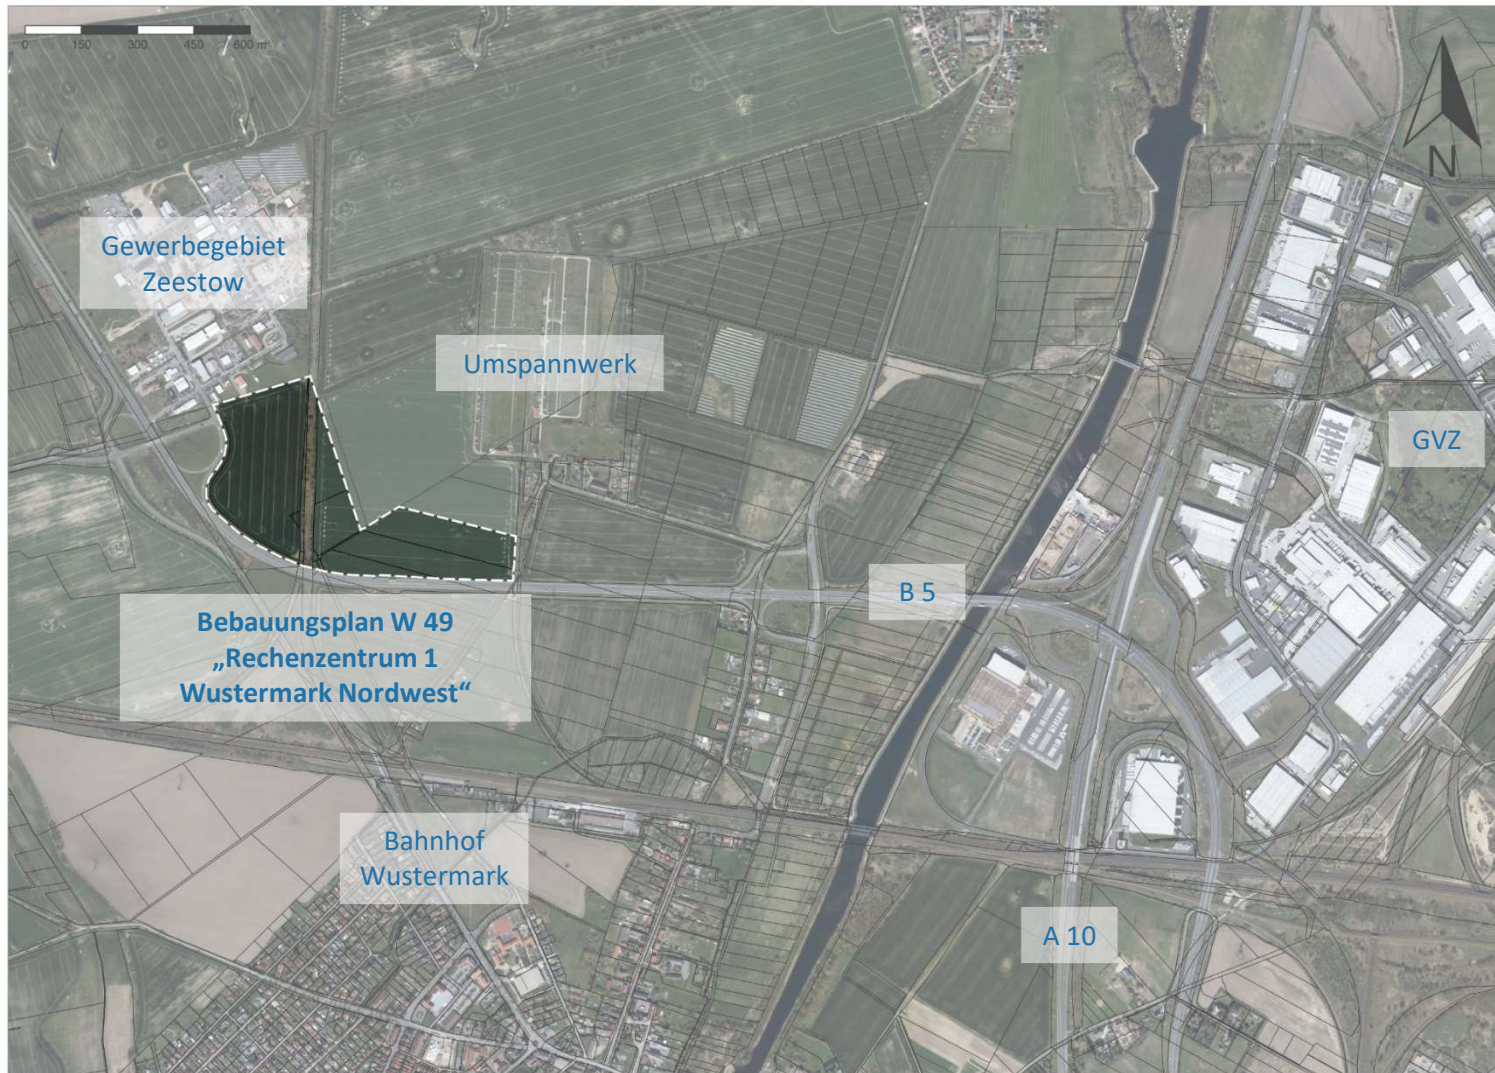 0 150 300 450 600 m
N
Gewerbegebiet
Zeestow
Umspannwerk
GVZ
B 5
Bebauungsplan W 49
„Rechenzentrum 1
Wustermark Nordwest“
Bahnhof
Wustermark
A 10